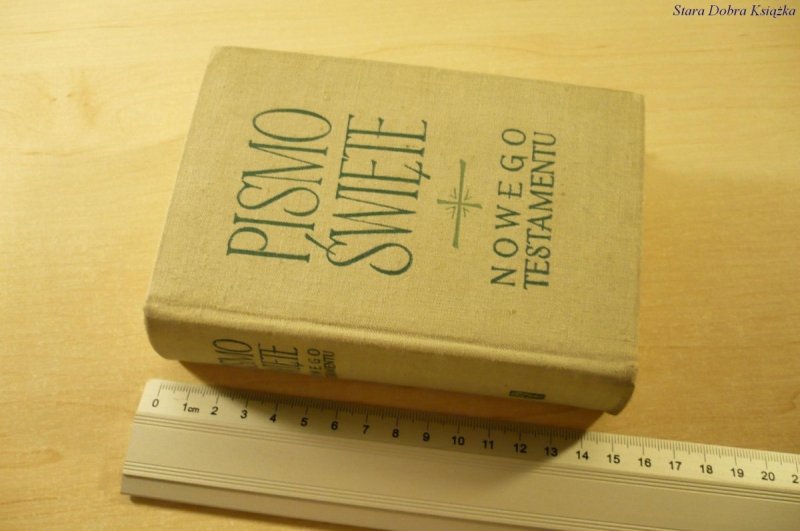 Stara Dobra Książka
PISMO
ŚWIĘTE
NOWEGO
TESTAMENTU
PISMO
ŚWIĘTE
NOWEGO
TESTAMENTU
0 1cm 2 3 4 5 6 7 8 9 10 11 12 13 14 15 16 17 18 19 20